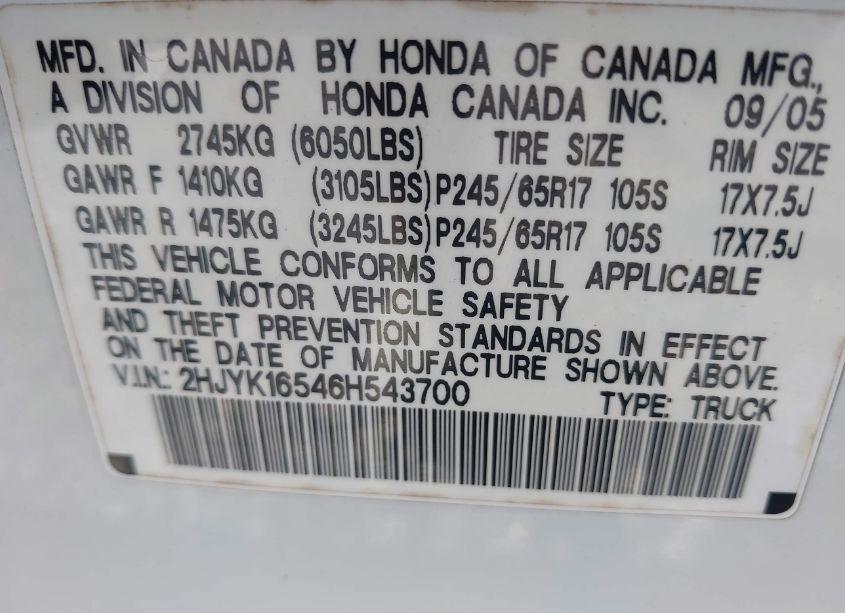 MFD. IN CANADA BY HONDA OF CANADA MFG.,
A DIVISION OF HONDA CANADA INC. 09/05
GVWR 2745KG (6050LBS) TIRE SIZE RIM SIZE
GAWR F 1410KG (3105LBS) P245/65R17 105S 17X7.5J
GAWR R 1475KG (3245LBS) P245/65R17 105S 17X7.5J
THIS VEHICLE CONFORMS TO ALL APPLICABLE
FEDERAL MOTOR VEHICLE SAFETY
AND THEFT PREVENTION STANDARDS IN EFFECT
ON THE DATE OF MANUFACTURE SHOWN ABOVE.
V.I.N.: 2HJYK16546H543700 TYPE: TRUCK